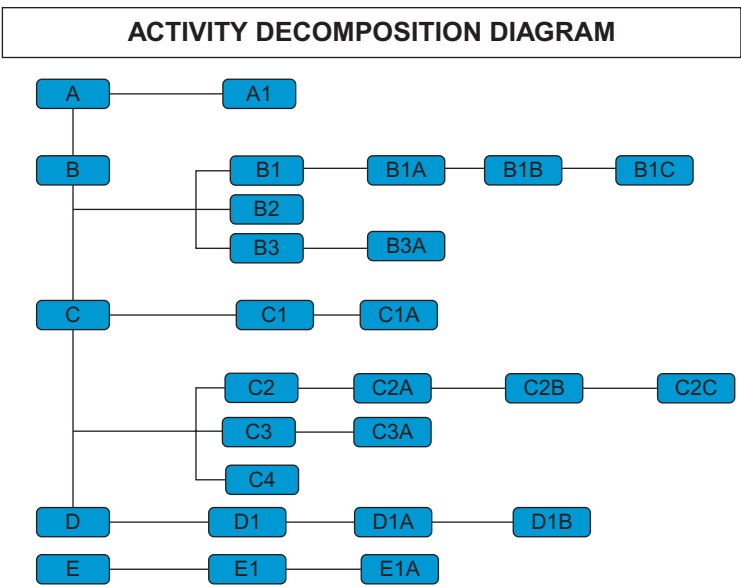 ACTIVITY DECOMPOSITION DIAGRAM
A A1
B B1 B1A B1B B1C
B2
B3 B3A
C C1 C1A
C2 C2A C2B C2C
C3 C3A
C4
D D1 D1A D1B
E E1 E1A